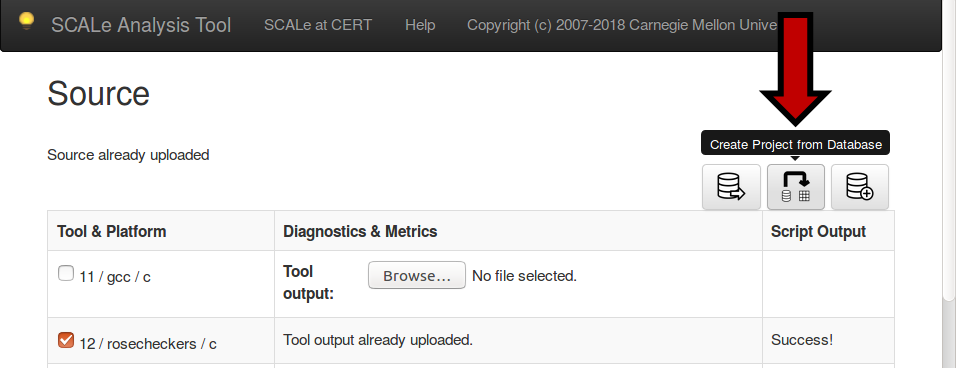 SCALe Analysis Tool SCALe at CERT Help Copyright (c) 2007-2018 Carnegie Mellon
Source
Source already uploaded
Create Project from Database
Tool & Platform Diagnostics & Metrics Script Output
11 / gcc / c Tool output: Browse... No file selected.
12 / rosecheckers / c Tool output already uploaded. Success!